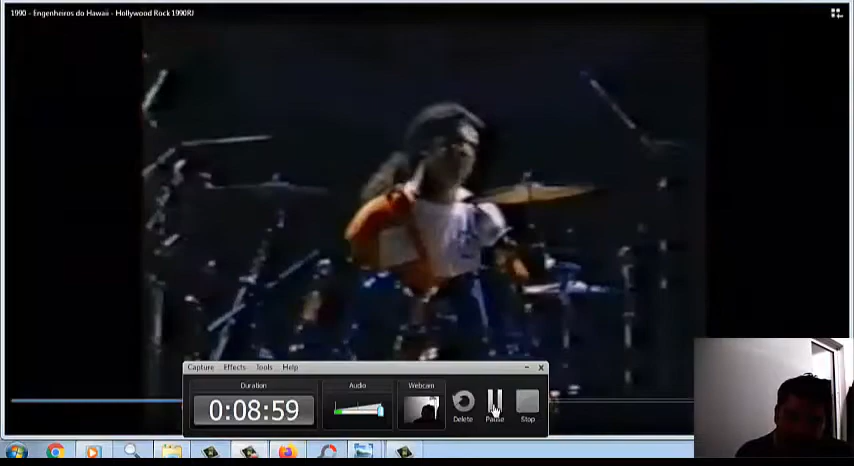 1990 - Engenheiros do Hawaii - Hollywood Rock 1990RJ
Capture Effects Tools Help
Duration Audio Webcam
0:08:59
Delete Pause Stop